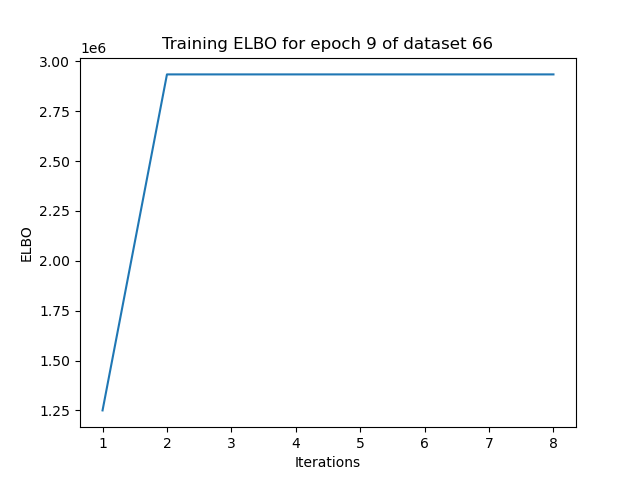 Training ELBO for epoch 9 of dataset 66
1e6
3.00
2.75
2.50
2.25
2.00
1.75
1.50
1.25
ELBO
1 2 3 4 5 6 7 8
Iterations